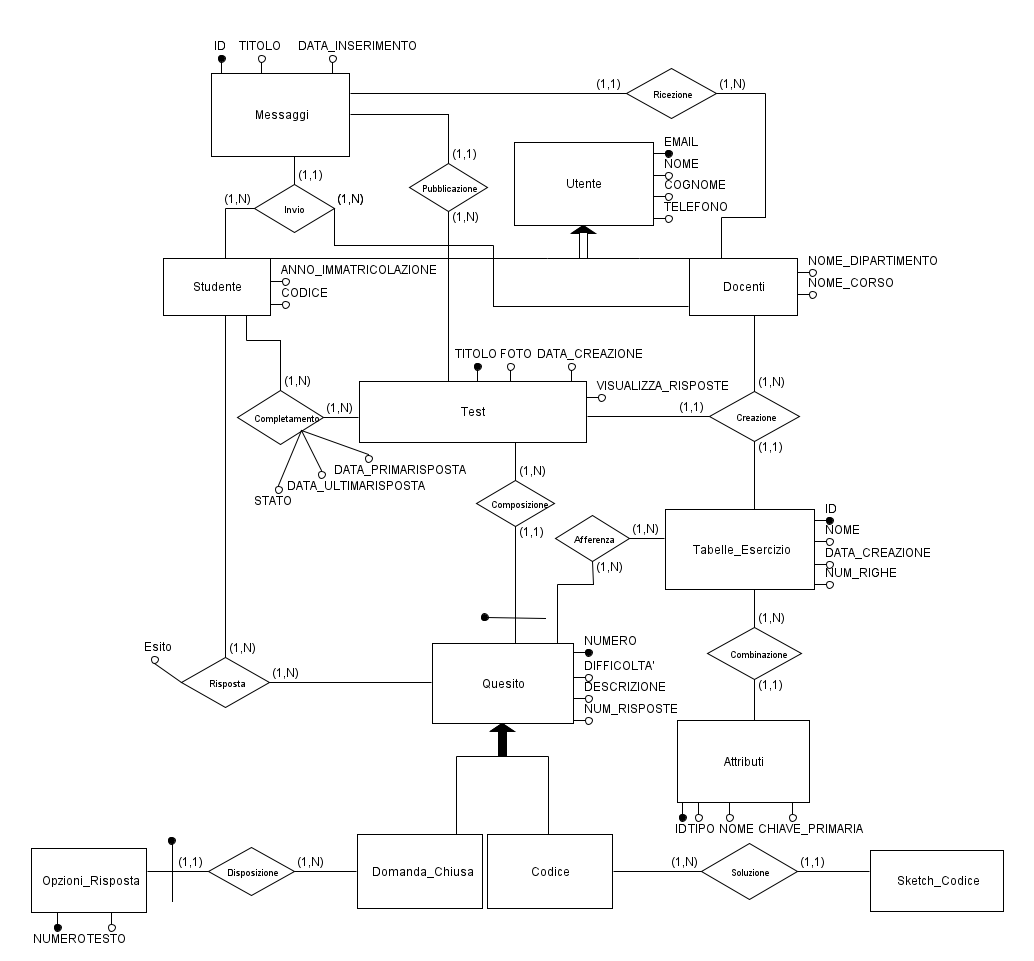 ID TITOLO DATA_INSERIMENTO
Messaggi
(1,1) Ricezione (1,N)
(1,1)
Pubblicazione
(1,N)
EMAIL
NOME
COGNOME
TELEFONO
Utente
(1,1)
(1,N) Invio (1,N)
Studente
ANNO_IMMATRICOLAZIONE
CODICE
Docenti
NOME_DIPARTIMENTO
NOME_CORSO
TITOLO FOTO DATA_CREAZIONE
VISUALIZZA_RISPOSTE
Test
(1,N)
Completamento (1,N)
DATA_PRIMARISPOSTA
DATA_ULTIMARISPOSTA
STATO
(1,N)
(1,1) Creazione
(1,1)
(1,N)
Composizione
(1,1)
Afferenza (1,N)
(1,N)
Tabelle_Esercizio
ID
NOME
DATA_CREAZIONE
NUM_RIGHE
Esito (1,N)
Risposta (1,N)
Quesito
NUMERO
DIFFICOLTA'
DESCRIZIONE
NUM_RISPOSTE
(1,N)
Combinazione
(1,1)
Attributi
ID TIPO NOME CHIAVE_PRIMARIA
Opzioni_Risposta
(1,1) Disposizione (1,N)
Domanda_Chiusa
Codice
(1,N) Soluzione (1,1)
Sketch_Codice
NUMERO TESTO